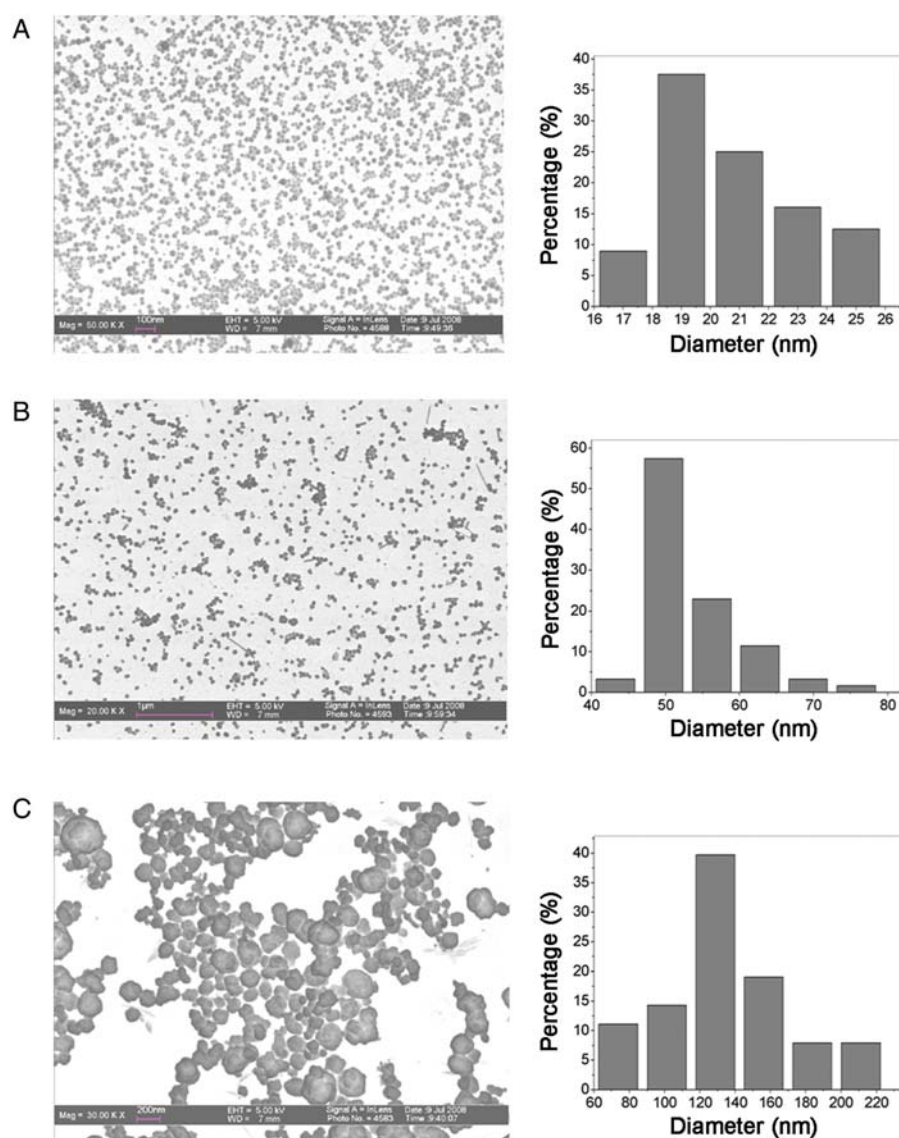 A
Mag = 50.00 K X
100nm
EHT = 5.00 kV
WD = 7 mm
Signal A = InLens
Photo No. = 4598
Date :9 Jul 2008
Time :9:49:36
Percentage (%)
40
35
30
25
20
15
10
5
0
16 17 18 19 20 21 22 23 24 25 26
Diameter (nm)
B
Mag = 20.00 K X
1µm
EHT = 5.00 kV
WD = 7 mm
Signal A = InLens
Photo No. = 4593
Date :9 Jul 2008
Time :9:59:34
Percentage (%)
60
50
40
30
20
10
0
40 50 60 70 80
Diameter (nm)
C
Mag = 30.00 K X
200nm
EHT = 5.00 kV
WD = 7 mm
Signal A = InLens
Photo No. = 4583
Date :9 Jul 2008
Time :9:40:07
Percentage (%)
40
35
30
25
20
15
10
5
0
60 80 100 120 140 160 180 200 220
Diameter (nm)